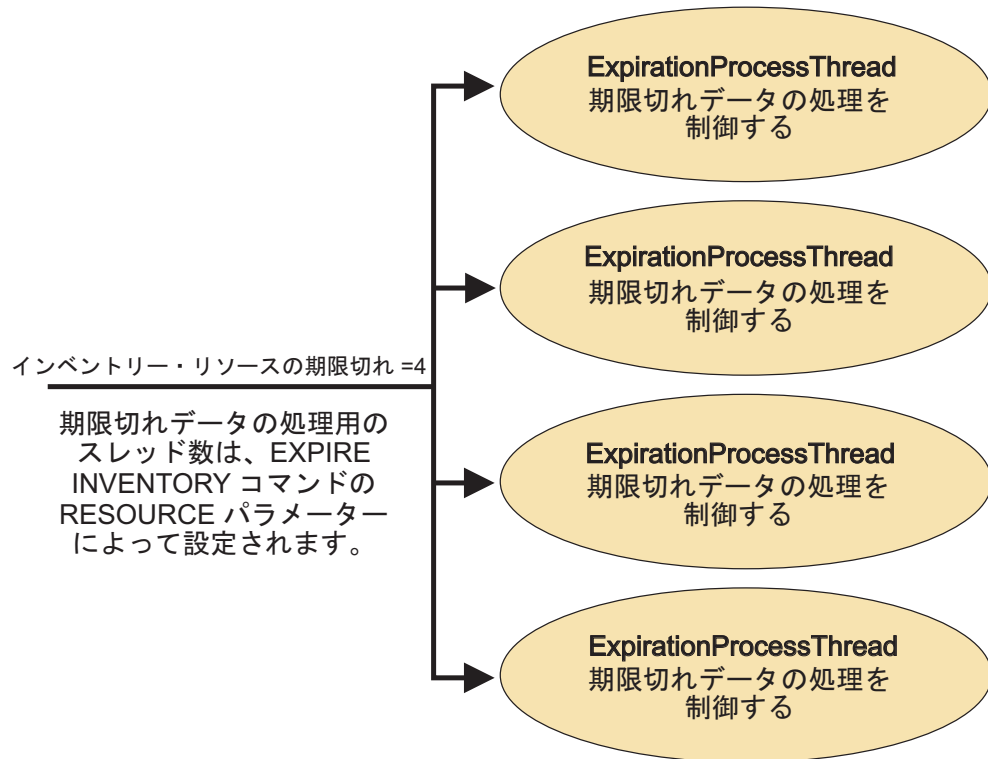 ExpirationProcessThread
期限切れデータの処理を
制御する
ExpirationProcessThread
期限切れデータの処理を
制御する
インベントリー・リソースの期限切れ =4
期限切れデータの処理用の
スレッド数は、EXPIRE
INVENTORY コマンドの
RESOURCE パラメーター
によって設定されます。
ExpirationProcessThread
期限切れデータの処理を
制御する
ExpirationProcessThread
期限切れデータの処理を
制御する